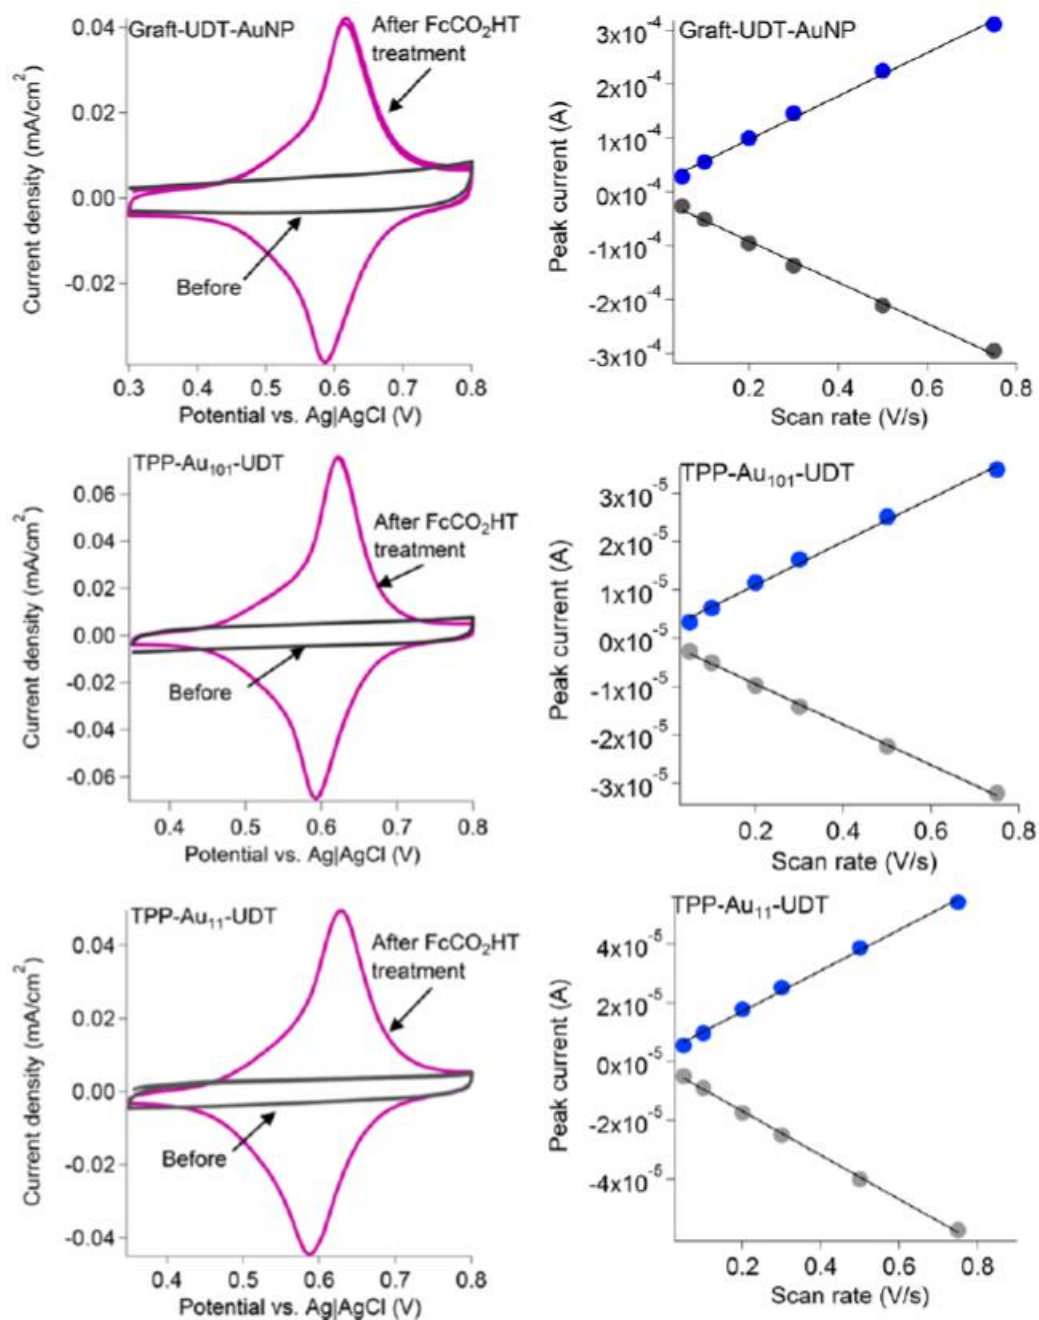 Graft-UDT-AuNP
After FcCO₂HT
treatment
Before
0.04
0.02
0.00
-0.02
Current density (mA/cm²)
0.3 0.4 0.5 0.6 0.7 0.8
Potential vs. Ag|AgCl (V)
Graft-UDT-AuNP
3x10⁻⁴
2x10⁻⁴
1x10⁻⁴
0x10⁻⁴
-1x10⁻⁴
-2x10⁻⁴
-3x10⁻⁴
Peak current (A)
0.2 0.4 0.6 0.8
Scan rate (V/s)
TPP-Au₁₀₁-UDT
After FcCO₂HT
treatment
Before
0.06
0.04
0.02
0.00
-0.02
-0.04
-0.06
Current density (mA/cm²)
0.4 0.5 0.6 0.7 0.8
Potential vs. Ag|AgCl (V)
TPP-Au₁₀₁-UDT
3x10⁻⁵
2x10⁻⁵
1x10⁻⁵
0x10⁻⁵
-1x10⁻⁵
-2x10⁻⁵
-3x10⁻⁵
Peak current (A)
0.2 0.4 0.6 0.8
Scan rate (V/s)
TPP-Au₁₁-UDT
After FcCO₂HT
treatment
Before
0.04
0.02
0.00
-0.02
-0.04
Current density (mA/cm²)
0.4 0.5 0.6 0.7 0.8
Potential vs. Ag|AgCl (V)
TPP-Au₁₁-UDT
4x10⁻⁵
2x10⁻⁵
0x10⁻⁵
-2x10⁻⁵
-4x10⁻⁵
Peak current (A)
0.2 0.4 0.6 0.8
Scan rate (V/s)